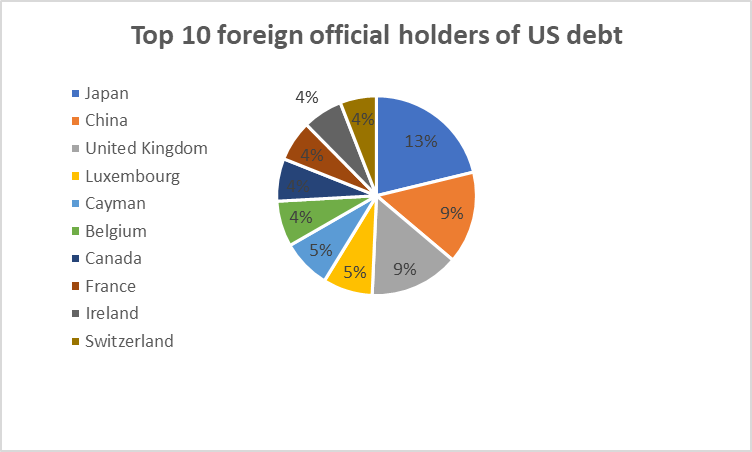 Top 10 foreign official holders of US debt
Japan
China
United Kingdom
Luxembourg
Cayman
Belgium
Canada
France
Ireland
Switzerland
4%
4%
13%
4%
4%
4%
9%
5%
5%
9%